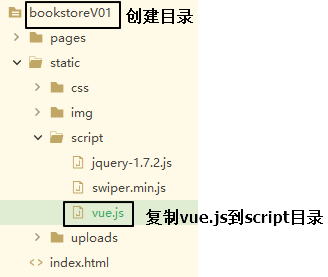 bookstoreV01 创建目录
pages
static
css
img
script
jquery-1.7.2.js
swiper.min.js
vue.js 复制vue.js到script目录
uploads
index.html